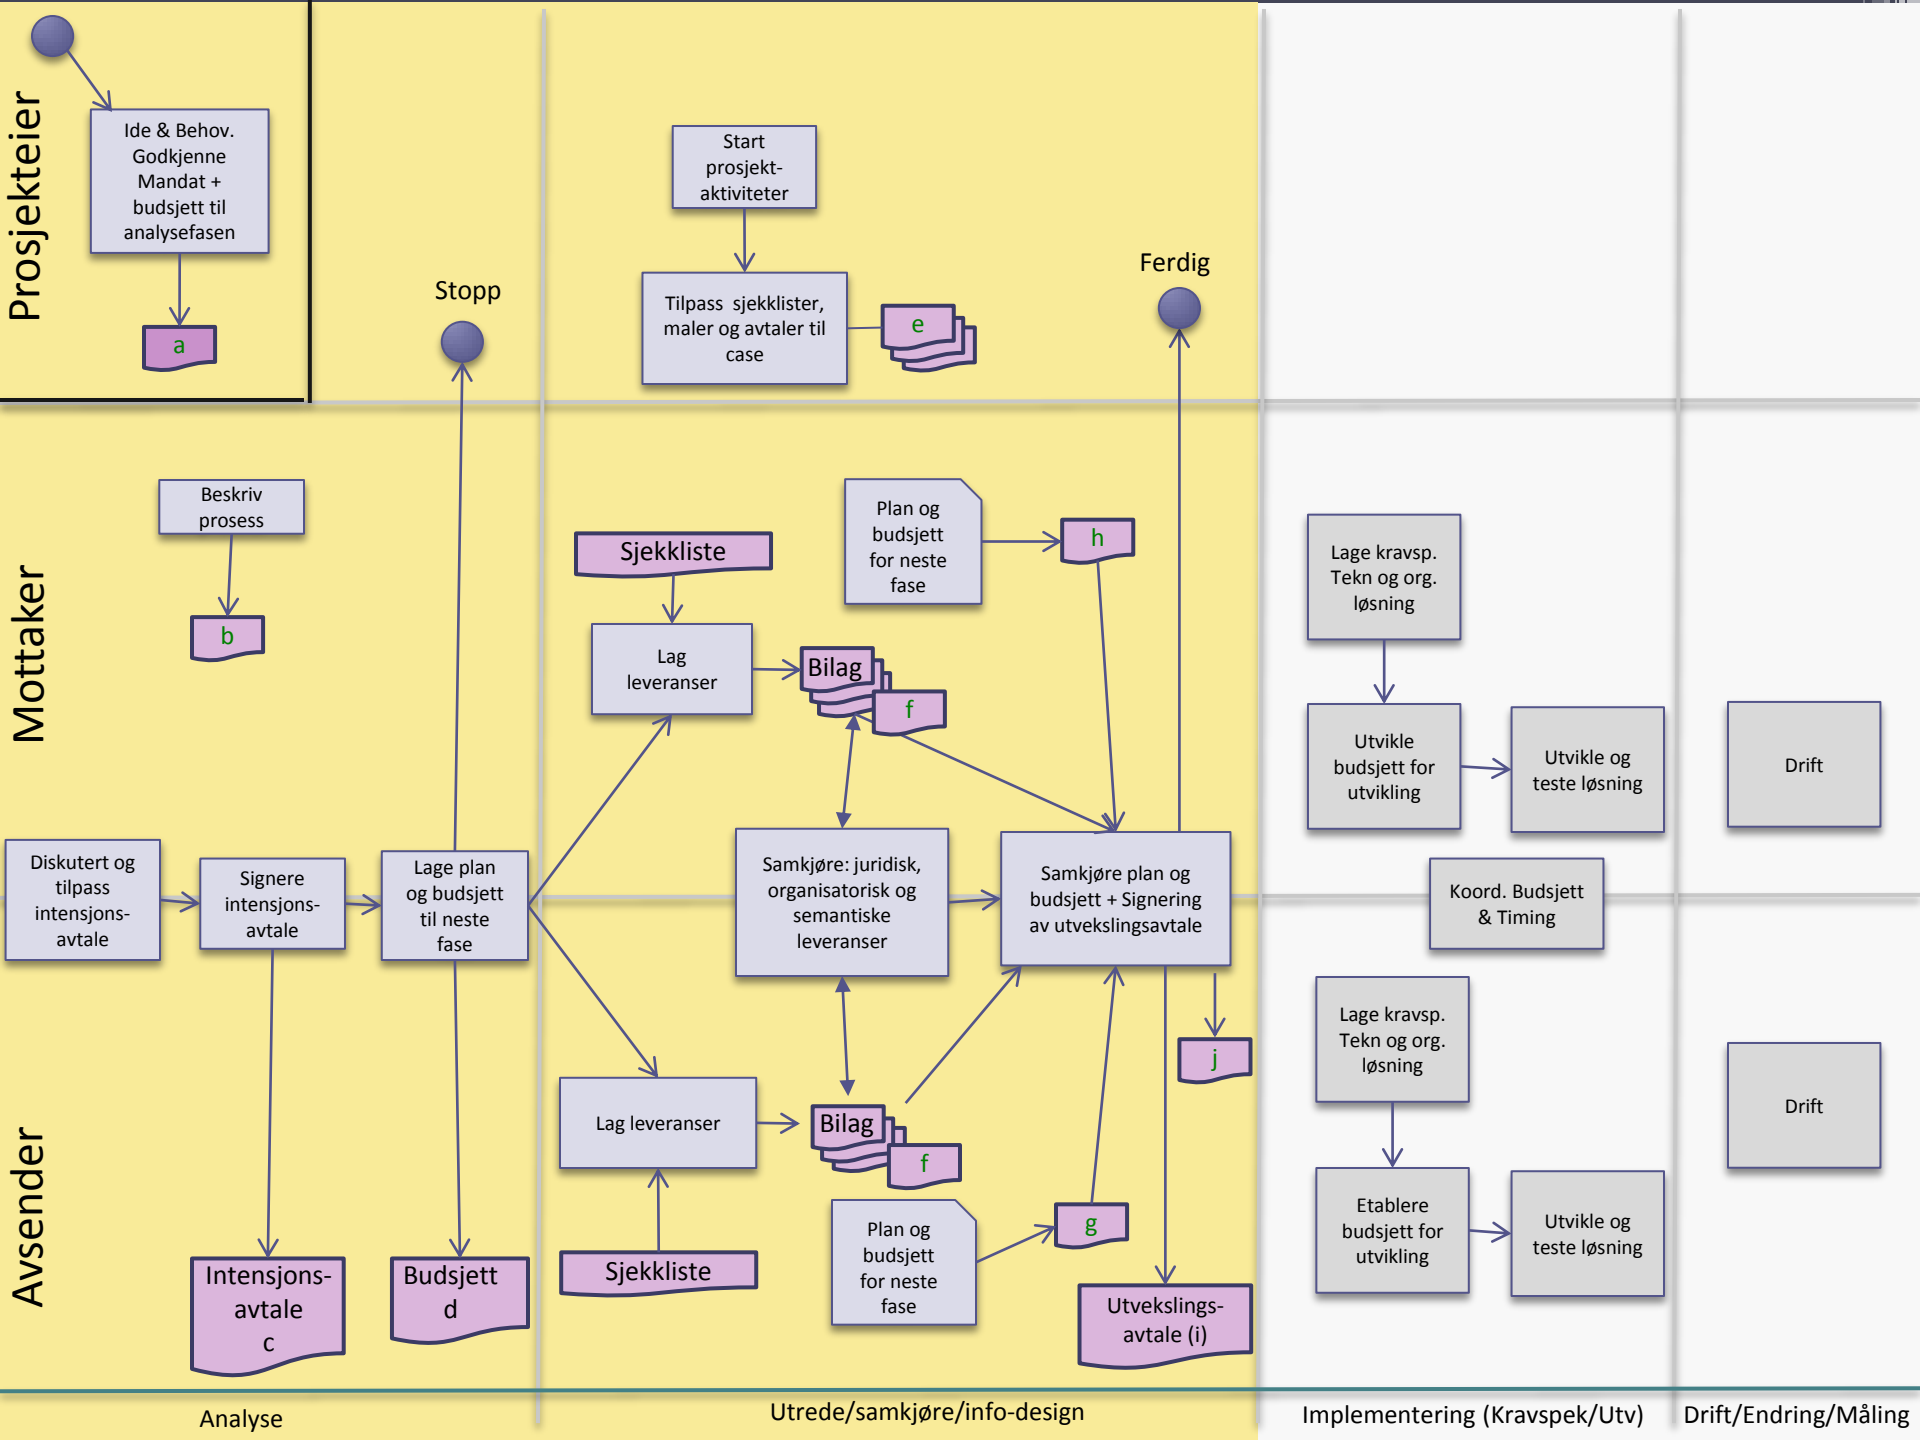 Prosjekteier
Ide & Behov.
Godkjenne
Mandat +
budsjett til
analysefasen
a
Stopp
Start
prosjekt-
aktiviteter
Tilpass  sjekklister,
maler og avtaler til
case
e
Ferdig
Mottaker
Beskriv
prosess
b
Sjekkliste
Lag
leveranser
Bilag
f
Plan og
budsjett
for neste
fase
h
Lage kravsp.
Tekn og org.
løsning
Utvikle
budsjett for
utvikling
Utvikle og
teste løsning
Drift
Diskutert og
tilpass
intensjons-
avtale
Signere
intensjons-
avtale
Lage plan
og budsjett
til neste
fase
Samkjøre: juridisk,
organisatorisk og
semantiske
leveranser
Samkjøre plan og
budsjett + Signering
av utvekslingsavtale
Koord. Budsjett
& Timing
Avsender
Intensjons-
avtale
c
Budsjett
d
Lag leveranser
Sjekkliste
Bilag
f
Plan og
budsjett
for neste
fase
g
j
Utvekslings-
avtale (i)
Lage kravsp.
Tekn og org.
løsning
Etablere
budsjett for
utvikling
Utvikle og
teste løsning
Drift
Analyse
Utrede/samkjøre/info-design
Implementering (Kravspek/Utv)
Drift/Endring/Måling